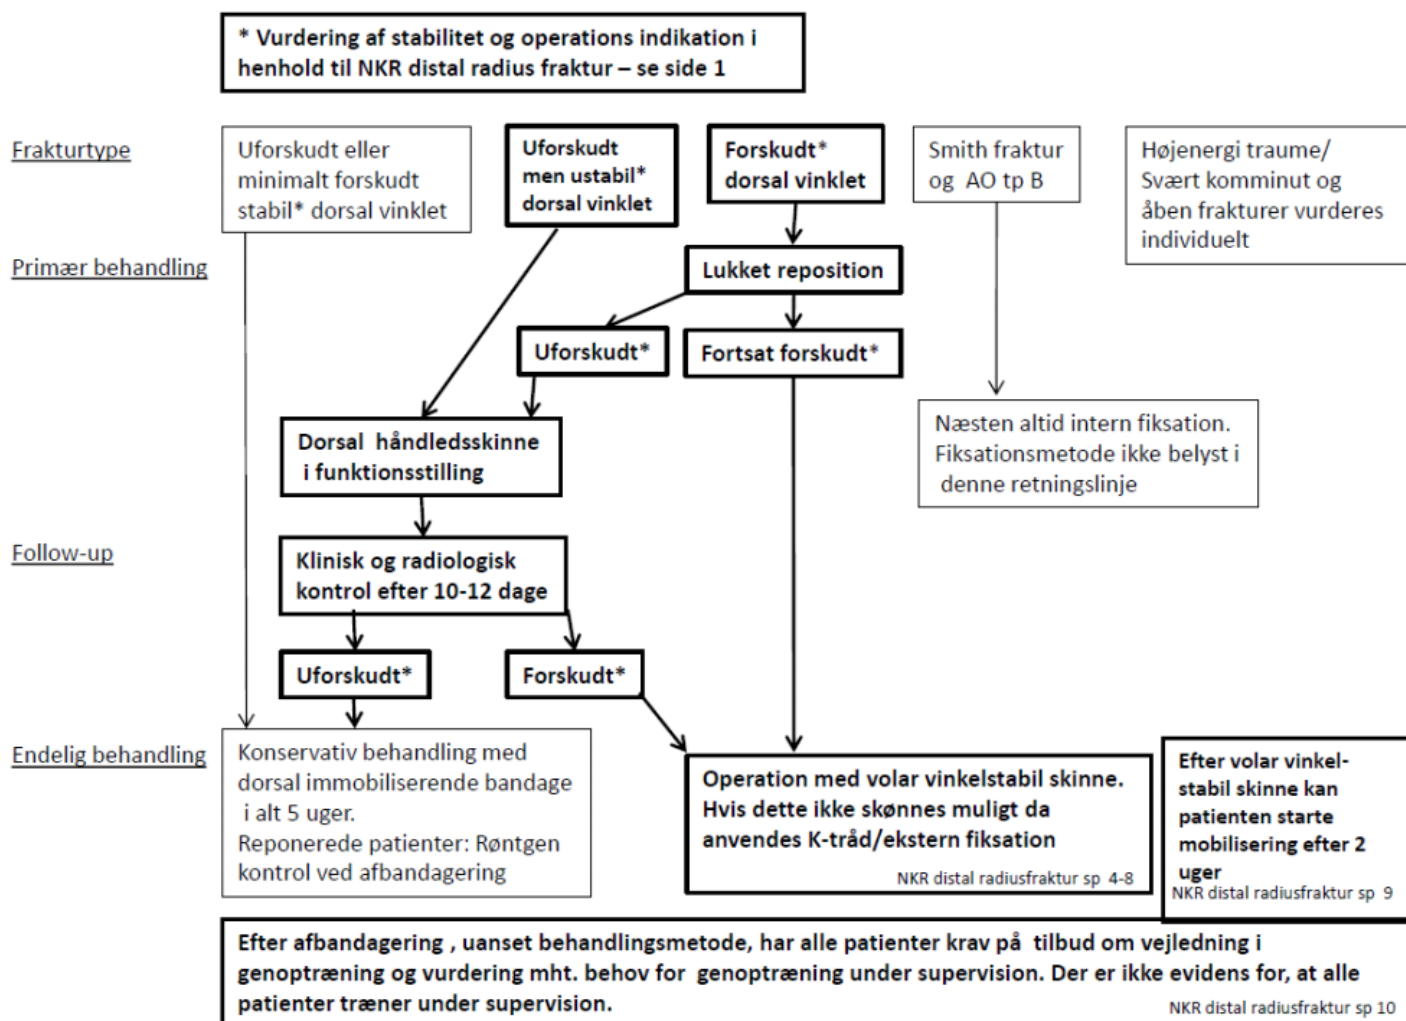 * Vurdering af stabilitet og operations indikation i
henhold til NKR distal radius fraktur – se side 1
Frakturtype
Uforskudt eller
minimalt forskudt
stabil* dorsal vinklet
Uforskudt
men ustabil*
dorsal vinklet
Forskudt*
dorsal vinklet
Smith fraktur
og AO tp B
Højenergi traume/
Svært komminut og
åben frakturer vurderes
individuelt
Primær behandling
Lukket reposition
Uforskudt*
Fortsat forskudt*
Dorsal håndledsskinne
i funktionsstilling
Næsten altid intern fiksation.
Fiksationsmetode ikke belyst i
denne retningslinje
Follow-up
Klinisk og radiologisk
kontrol efter 10-12 dage
Uforskudt*
Forskudt*
Endelig behandling
Konservativ behandling med
dorsal immobiliserende bandage
i alt 5 uger.
Reponerede patienter: Røntgen
kontrol ved afbandagering
Operation med volar vinkelstabil skinne.
Hvis dette ikke skønnes muligt da
anvendes K-tråd/ekstern fiksation
NKR distal radiusfraktur sp 4-8
Efter volar vinkel-
stabil skinne kan
patienten starte
mobilisering efter 2
uger
NKR distal radiusfraktur sp 9
Efter afbandagering , uanset behandlingsmetode, har alle patienter krav på tilbud om vejledning i
genoptræning og vurdering mht. behov for genoptræning under supervision. Der er ikke evidens for, at alle
patienter træner under supervision.
NKR distal radiusfraktur sp 10